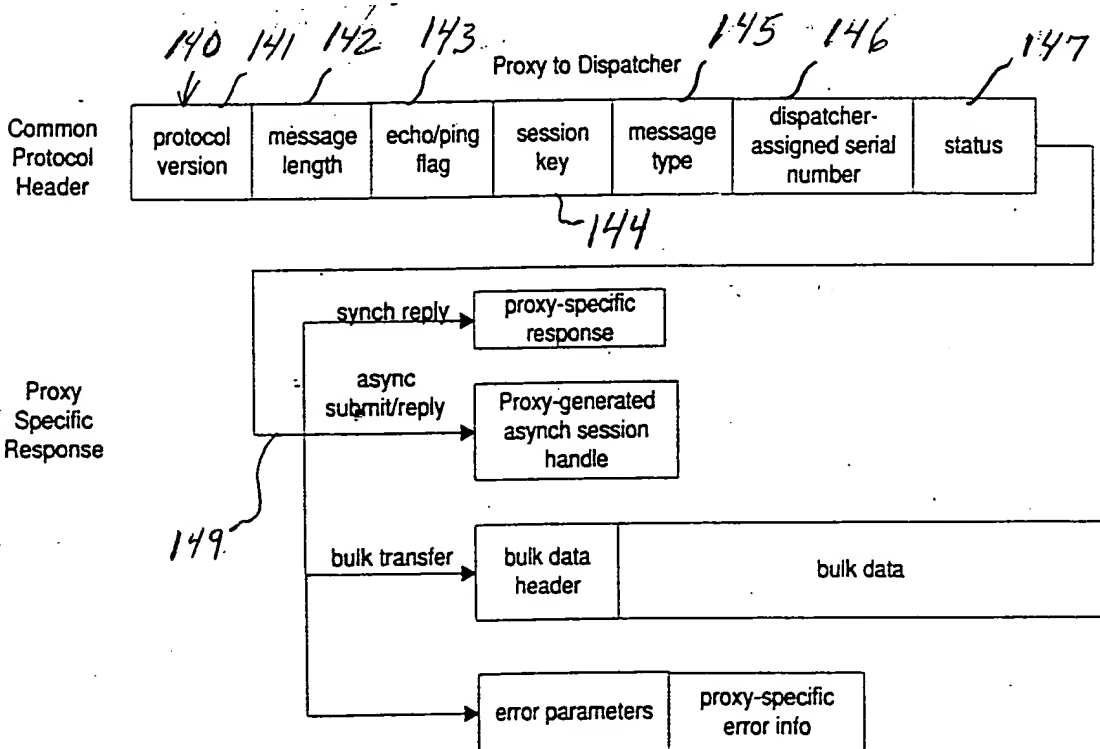 140 141 142 143 145 146 147
Proxy to Dispatcher
Common
Protocol
Header
protocol
version
message
length
echo/ping
flag
session
key
message
type
dispatcher-
assigned serial
number
status
144
synch reply
proxy-specific
response
Proxy
Specific
Response
async
submit/reply
Proxy-generated
asynch session
handle
149
bulk transfer
bulk data
header
bulk data
error parameters
proxy-specific
error info